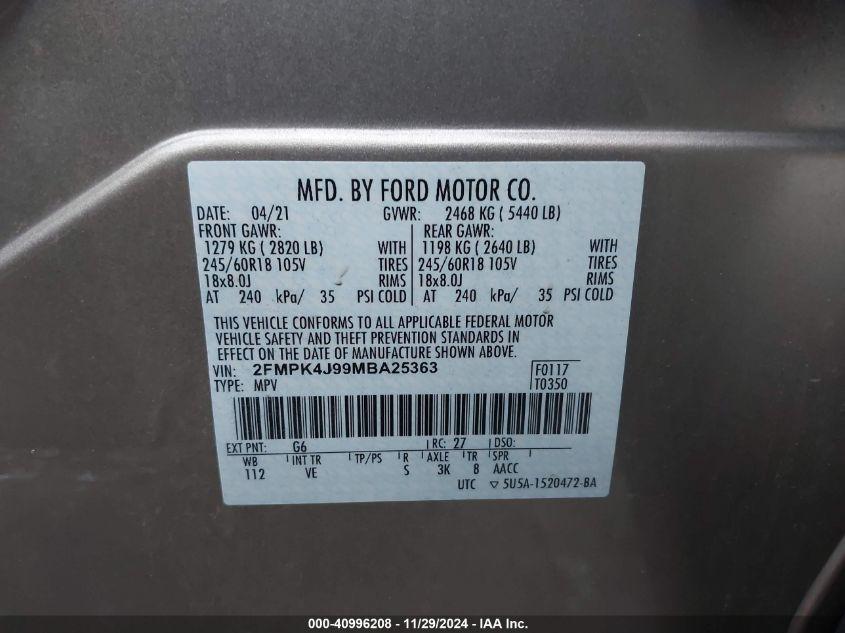 MFD. BY FORD MOTOR CO.
DATE: 04/21 GVWR: 2468 KG ( 5440 LB)
FRONT GAWR: REAR GAWR:
1279 KG ( 2820 LB) WITH 1198 KG ( 2640 LB) WITH
245/60R18 105V TIRES 245/60R18 105V TIRES
18x8.0J RIMS 18x8.0J RIMS
AT 240 kPa/ 35 PSI COLD AT 240 kPa/ 35 PSI COLD
THIS VEHICLE CONFORMS TO ALL APPLICABLE FEDERAL MOTOR
VEHICLE SAFETY AND THEFT PREVENTION STANDARDS IN
EFFECT ON THE DATE OF MANUFACTURE SHOWN ABOVE.
VIN: 2FMPK4J99MBA25363 F0117
TYPE: MPV T0350
EXT PNT: G6 RC: 27 DSO:
WB INT TR TP/PS R AXLE TR SPR
112 VE S 3K 8 AACC
UTC ▽ 5U5A-1520472-BA
000-40996208 - 11/29/2024 - IAA Inc.